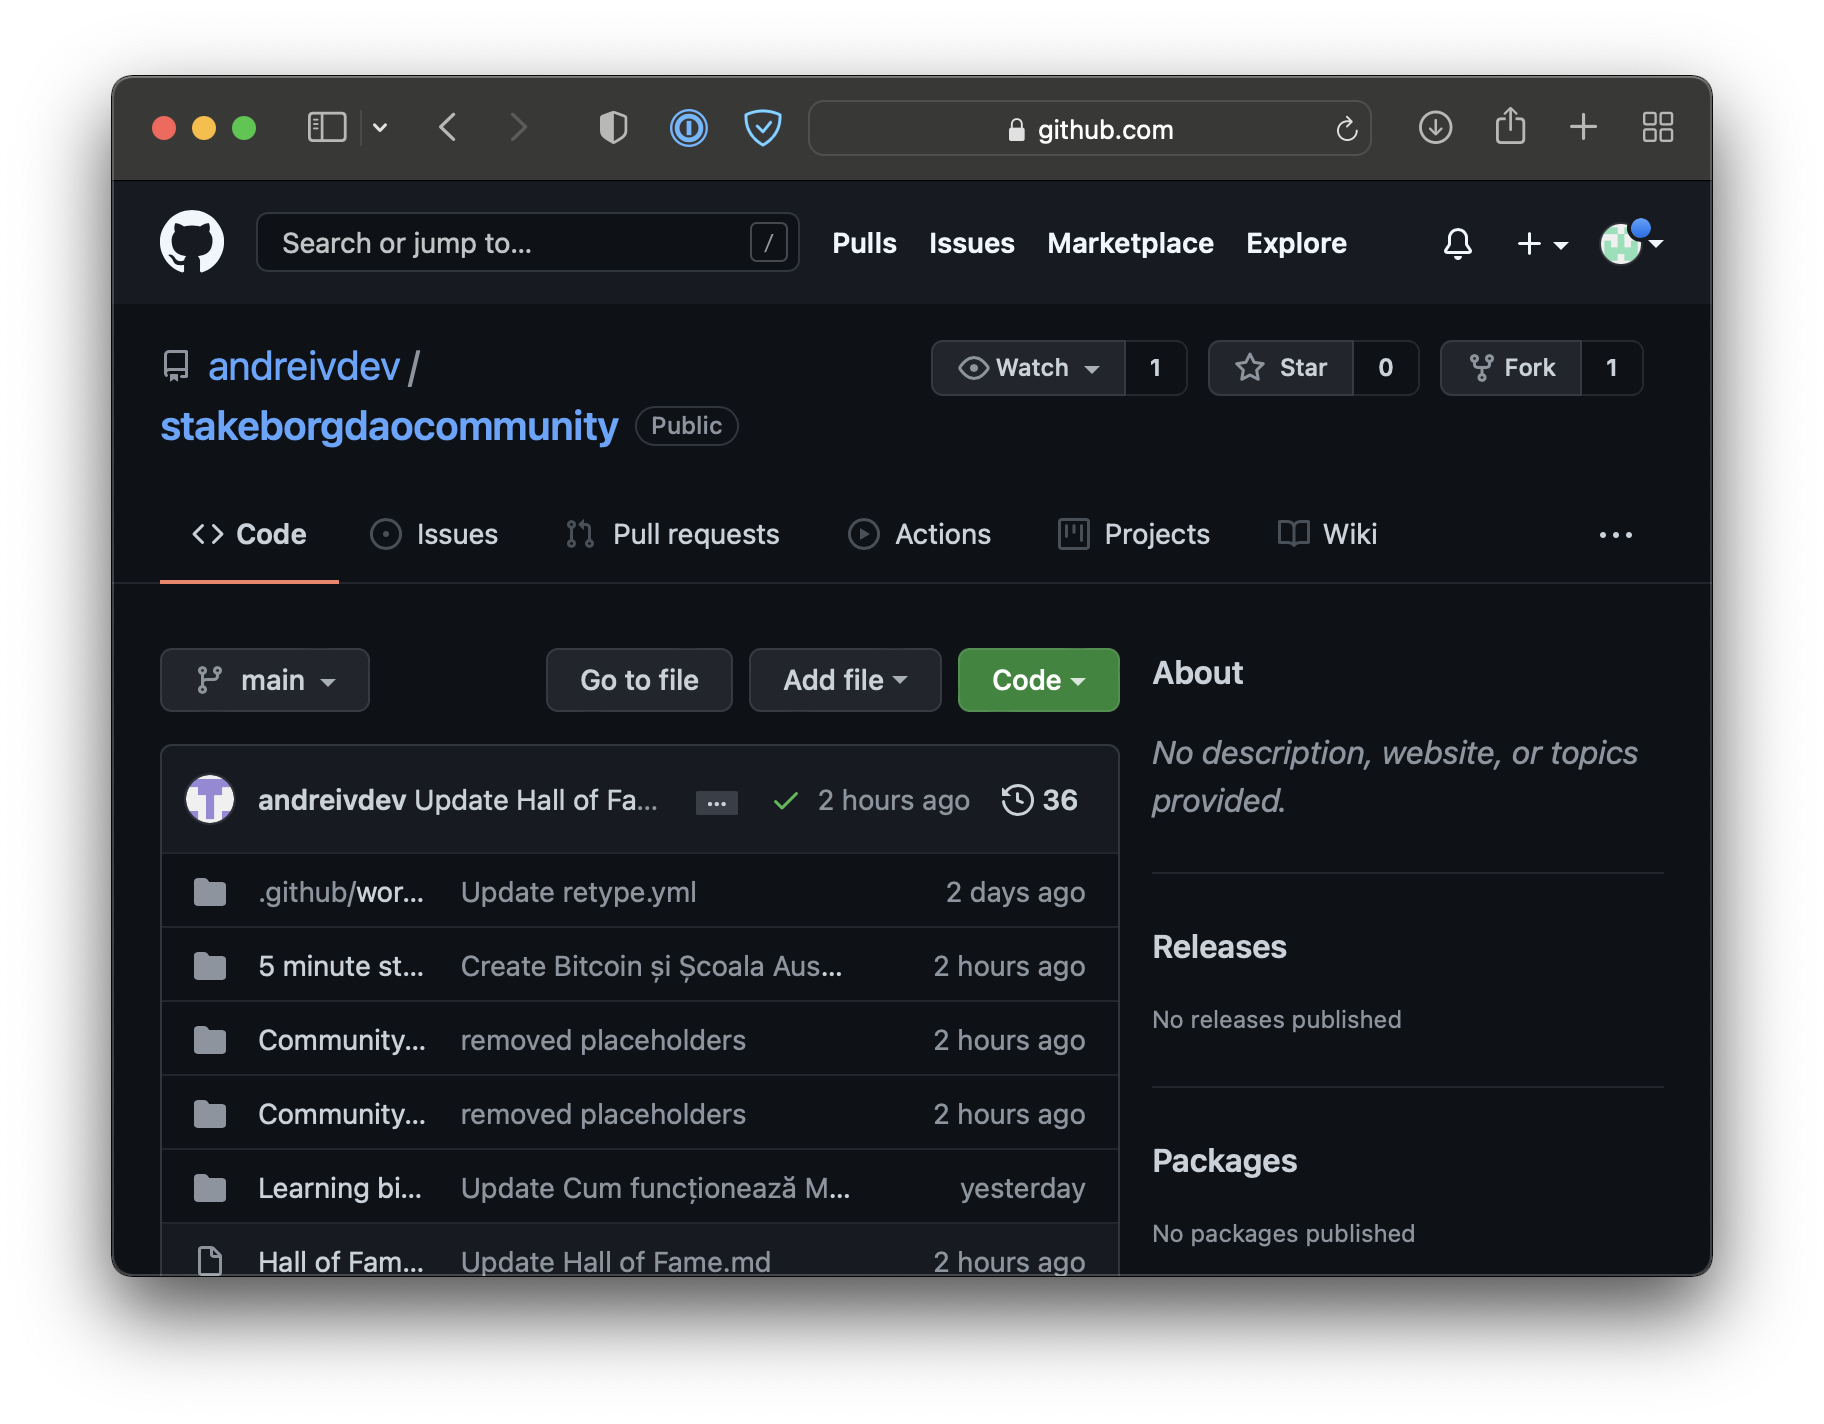 github.com
Search or jump to... /
Pulls Issues Marketplace Explore
andreivdev /
stakeborgdaocommunity Public
Watch 1 Star 0 Fork 1
Code Issues Pull requests Actions Projects Wiki
main Go to file Add file Code
andreivdev Update Hall of Fa... ... 2 hours ago 36
.github/wor... Update retype.yml 2 days ago
5 minute st... Create Bitcoin și Școala Aus... 2 hours ago
Community... removed placeholders 2 hours ago
Community... removed placeholders 2 hours ago
Learning bi... Update Cum funcționează M... yesterday
Hall of Fam... Update Hall of Fame.md 2 hours ago
About
No description, website, or topics
provided.
Releases
No releases published
Packages
No packages published